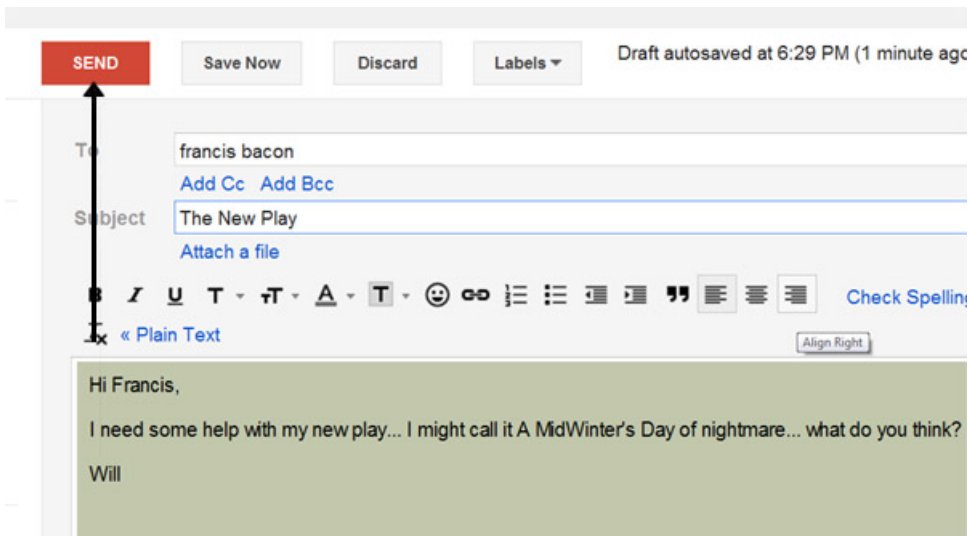 SEND Save Now Discard Labels Draft autosaved at 6:29 PM (1 minute ago
To francis bacon
Add Cc Add Bcc
Subject The New Play
Attach a file
B I U T T A T Check Spelling
« Plain Text
Align Right
Hi Francis,
I need some help with my new play... I might call it A MidWinter's Day of nightmare... what do you think?
Will